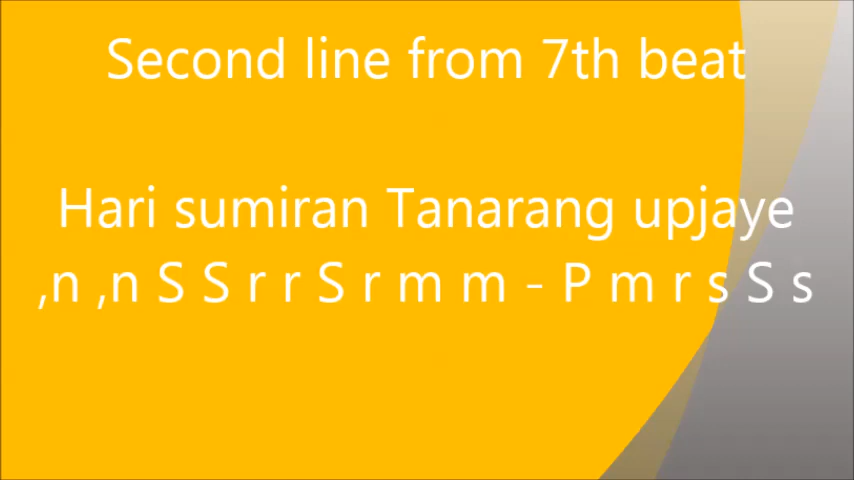 Second line from 7th beat
Hari sumiran Tanarang upjaye
,n ,n S S r r S r m m - P m r s S s